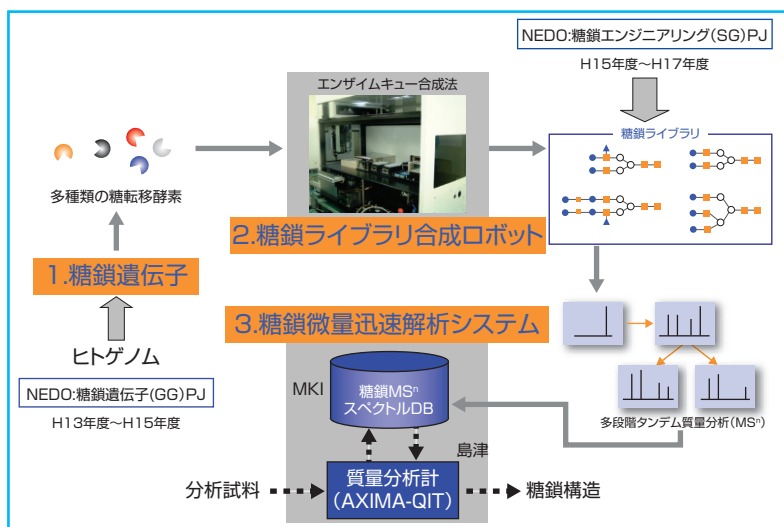 NEDO:糖鎖エンジニアリング(SG)PJ
H15年度〜H17年度
エンザイムキュー合成法
糖鎖ライブラリ
多種類の糖転移酵素
2.糖鎖ライブラリ合成ロボット
1.糖鎖遺伝子
3.糖鎖微量迅速解析システム
ヒトゲノム
NEDO:糖鎖遺伝子(GG)PJ
H13年度〜H15年度
MKI
糖鎖MSⁿ
スペクトルDB
多段階タンデム質量分析(MSⁿ)
島津
分析試料
質量分析計
(AXIMA-QIT)
糖鎖構造